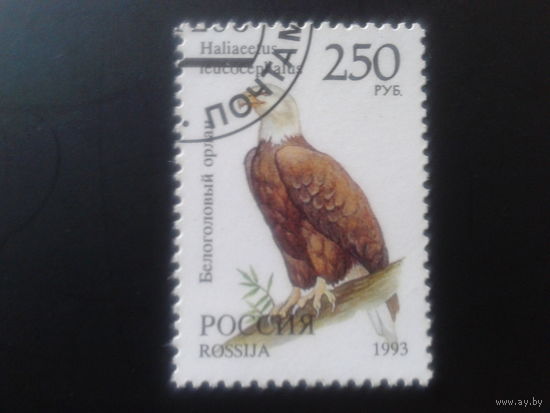 Haliaeetus
leucocephalus
250
РУБ.
ПОЧТАМ
Белоголовый орлан
РОССИЯ
ROSSIJA 1993
www.ay.by